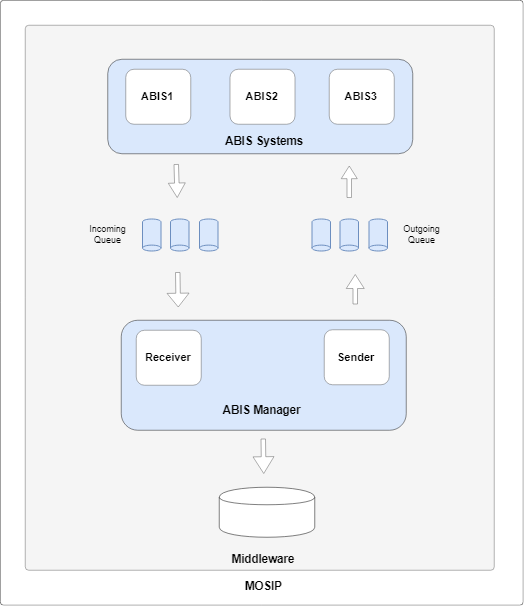 ABIS1
ABIS2
ABIS3
ABIS Systems
Incoming
Queue
Outgoing
Queue
Receiver
Sender
ABIS Manager
Middleware
MOSIP